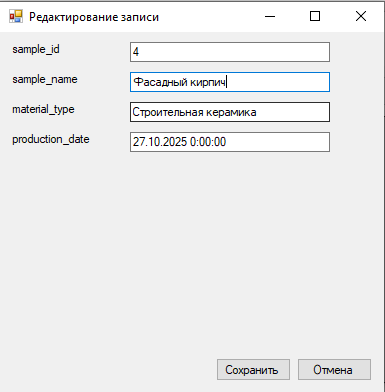 Редактирование записи
sample_id 4
sample_name Фасадный кирпич
material_type Строительная керамика
production_date 27.10.2025 0:00:00
Сохранить Отмена